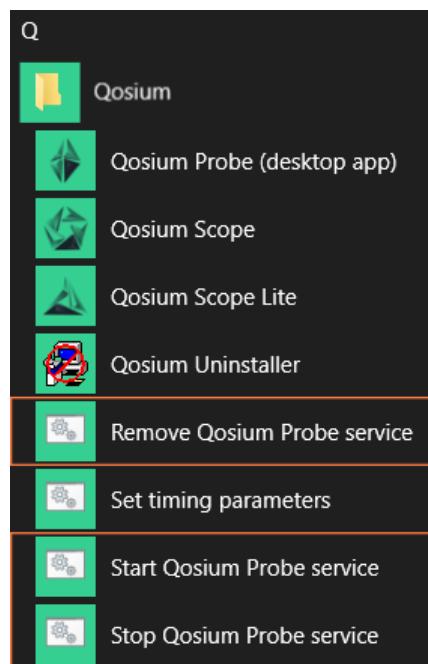 Q
Qosium
Qosium Probe (desktop app)
Qosium Scope
Qosium Scope Lite
Qosium Uninstaller
Remove Qosium Probe service
Set timing parameters
Start Qosium Probe service
Stop Qosium Probe service